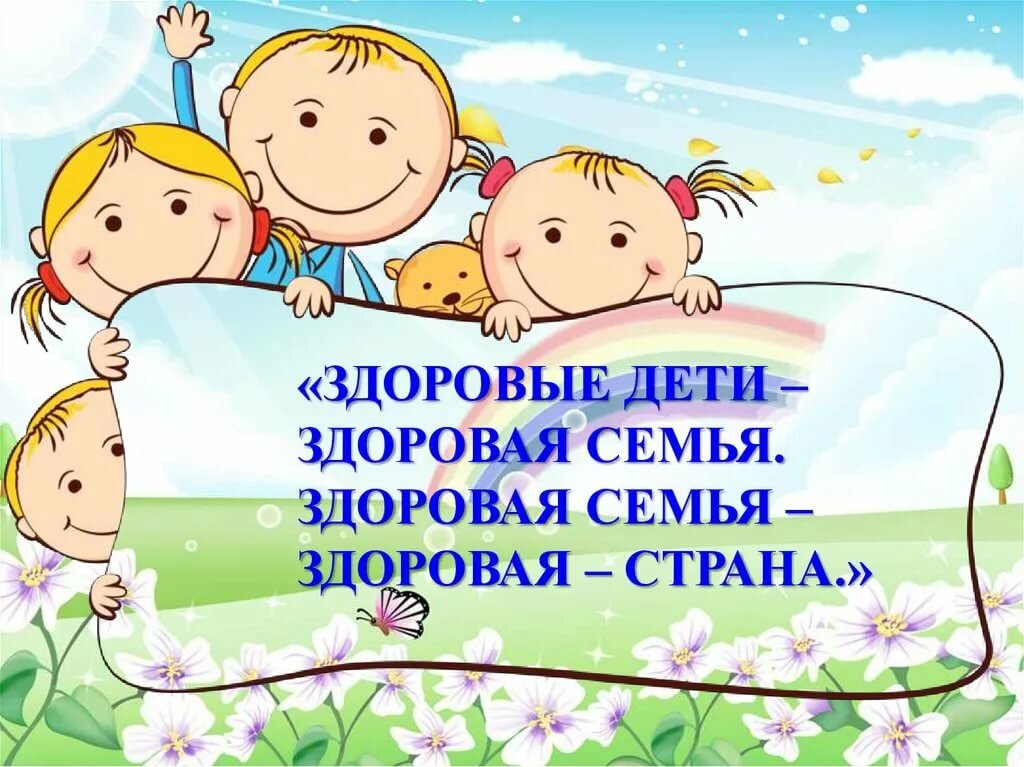 «ЗДОРОВЫЕ ДЕТИ –
ЗДОРОВАЯ СЕМЬЯ.
ЗДОРОВАЯ СЕМЬЯ –
ЗДОРОВАЯ – СТРАНА.»